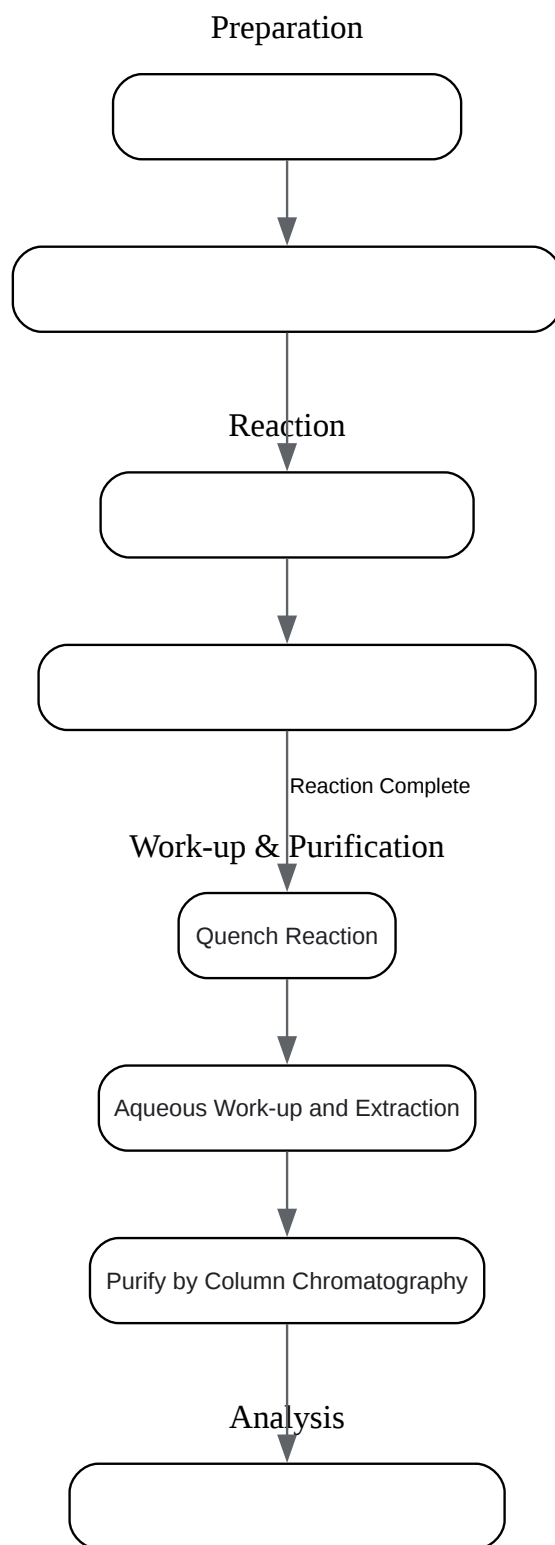 Preparation
Reaction
Reaction Complete
Work-up & Purification
Quench Reaction
Aqueous Work-up and Extraction
Purify by Column Chromatography
Analysis